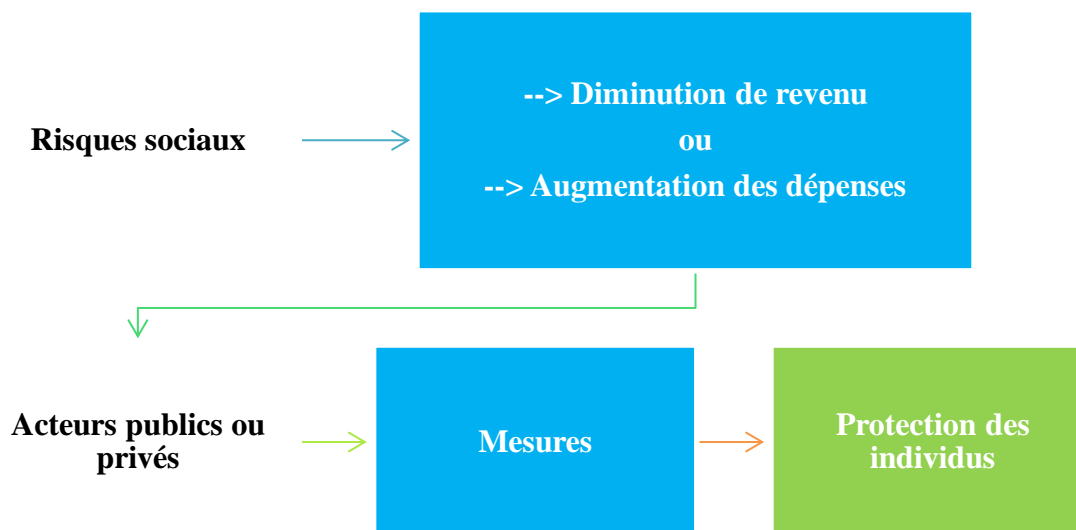 --> Diminution de revenu
Risques sociaux
ou
--> Augmentation des dépenses
Acteurs publics ou
privés
Mesures
Protection des
individus